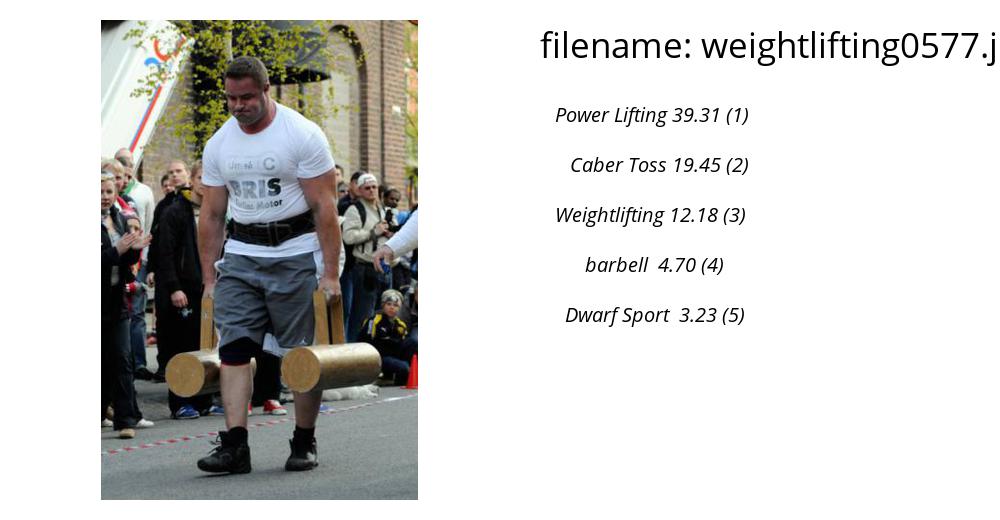 filename: weightlifting0577.j
Power Lifting 39.31 (1)
Caber Toss 19.45 (2)
Weightlifting 12.18 (3)
barbell 4.70 (4)
Dwarf Sport 3.23 (5)
C
BRIS
Motor